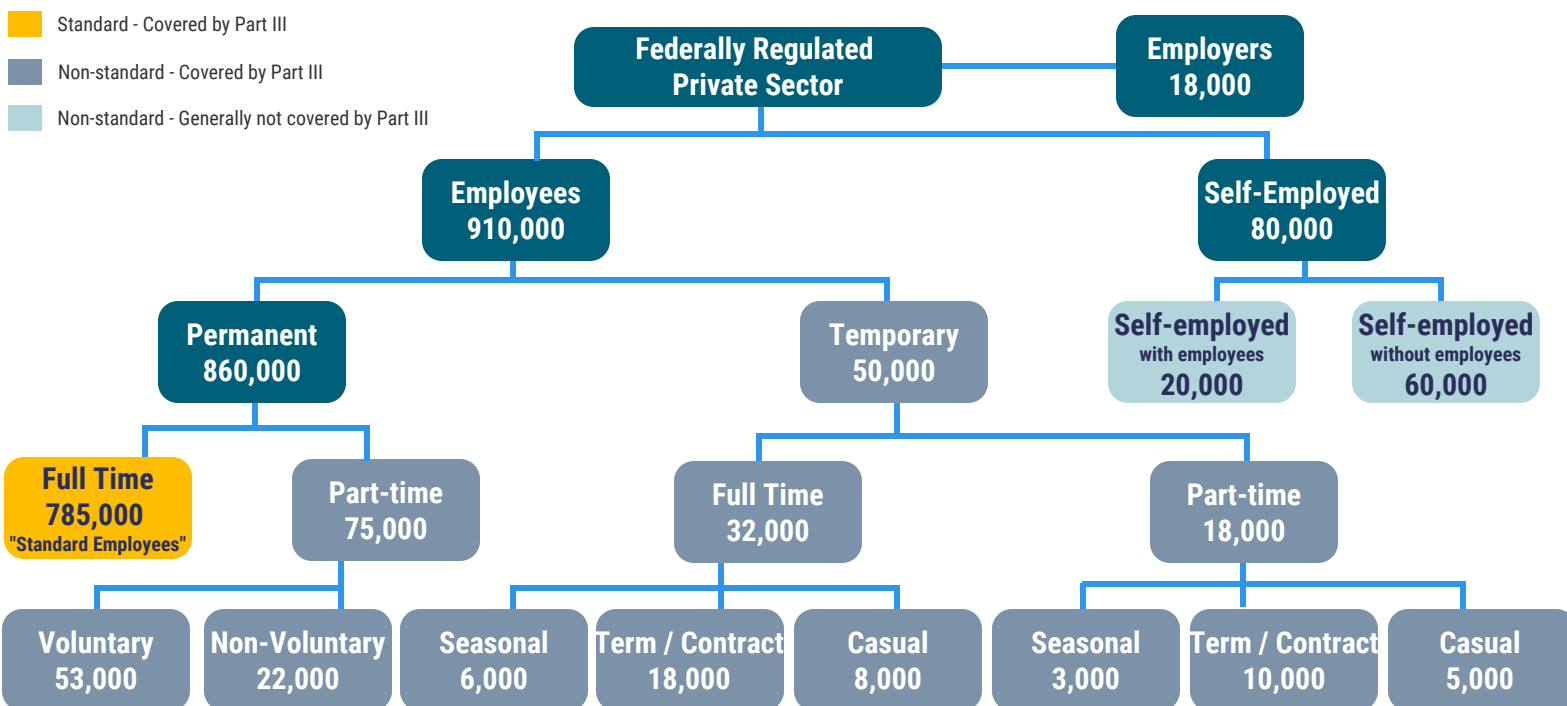 Standard - Covered by Part III
Non-standard - Covered by Part III
Non-standard - Generally not covered by Part III
Federally Regulated
Private Sector
Employers
18,000
Employees
910,000
Self-Employed
80,000
Permanent
860,000
Temporary
50,000
Self-employed
with employees
20,000
Self-employed
without employees
60,000
Full Time
785,000
"Standard Employees"
Part-time
75,000
Full Time
32,000
Part-time
18,000
Voluntary
53,000
Non-Voluntary
22,000
Seasonal
6,000
Term / Contract
18,000
Casual
8,000
Seasonal
3,000
Term / Contract
10,000
Casual
5,000